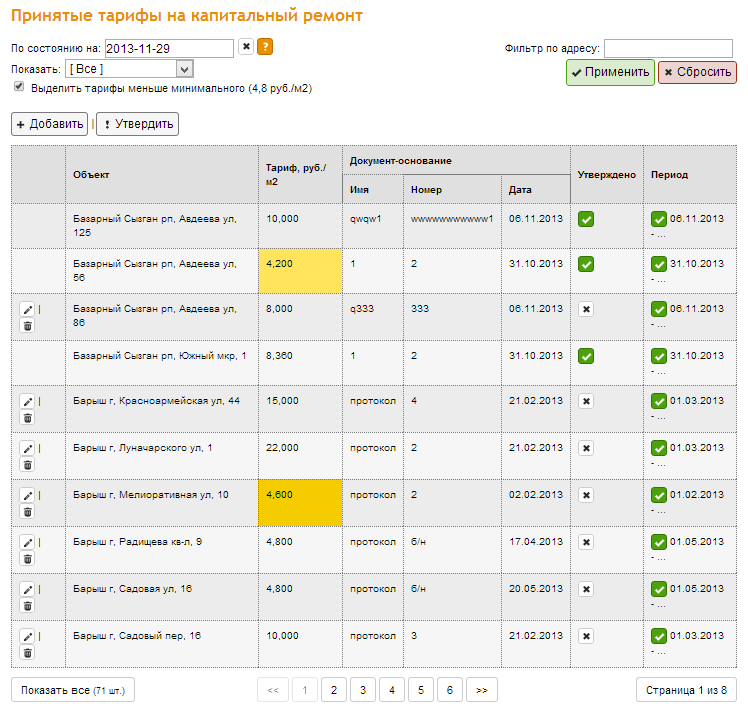 Принятые тарифы на капитальный ремонт
По состоянию на: 2013-11-29 ? Фильтр по адресу:
Показать: [ Все ] Применить Сбросить
Выделить тарифы меньше минимального (4,8 руб./м2)
+ Добавить | ! Утвердить
Объект Тариф, руб./м2 Документ-основание Утверждено Период
Имя Номер Дата
Базарный Сызган рп, Авдеева ул, 10,000 qwqw1 wwwwwwwwwww1 06.11.2013 06.11.2013
125 - ...
Базарный Сызган рп, Авдеева ул, 4,200 1 2 31.10.2013 31.10.2013
56 - ...
| Базарный Сызган рп, Авдеева ул, 8,000 q333 333 06.11.2013 06.11.2013
86 - ...
Базарный Сызган рп, Южный мкр, 1 8,360 1 2 31.10.2013 31.10.2013
- ...
| Барыш г, Красноармейская ул, 44 15,000 протокол 4 21.02.2013 01.03.2013
- ...
| Барыш г, Луначарского ул, 1 22,000 протокол 2 21.02.2013 01.03.2013
- ...
| Барыш г, Мелиоративная ул, 10 4,600 протокол 2 02.02.2013 01.02.2013
- ...
| Барыш г, Радищева кв-л, 9 4,800 протокол б/н 17.04.2013 01.05.2013
- ...
| Барыш г, Садовая ул, 16 4,800 протокол б/н 20.05.2013 01.05.2013
- ...
| Барыш г, Садовый пер, 16 10,000 протокол 3 21.02.2013 01.03.2013
- ...
Показать все (71 шт.) << 1 2 3 4 5 6 >> Страница 1 из 8